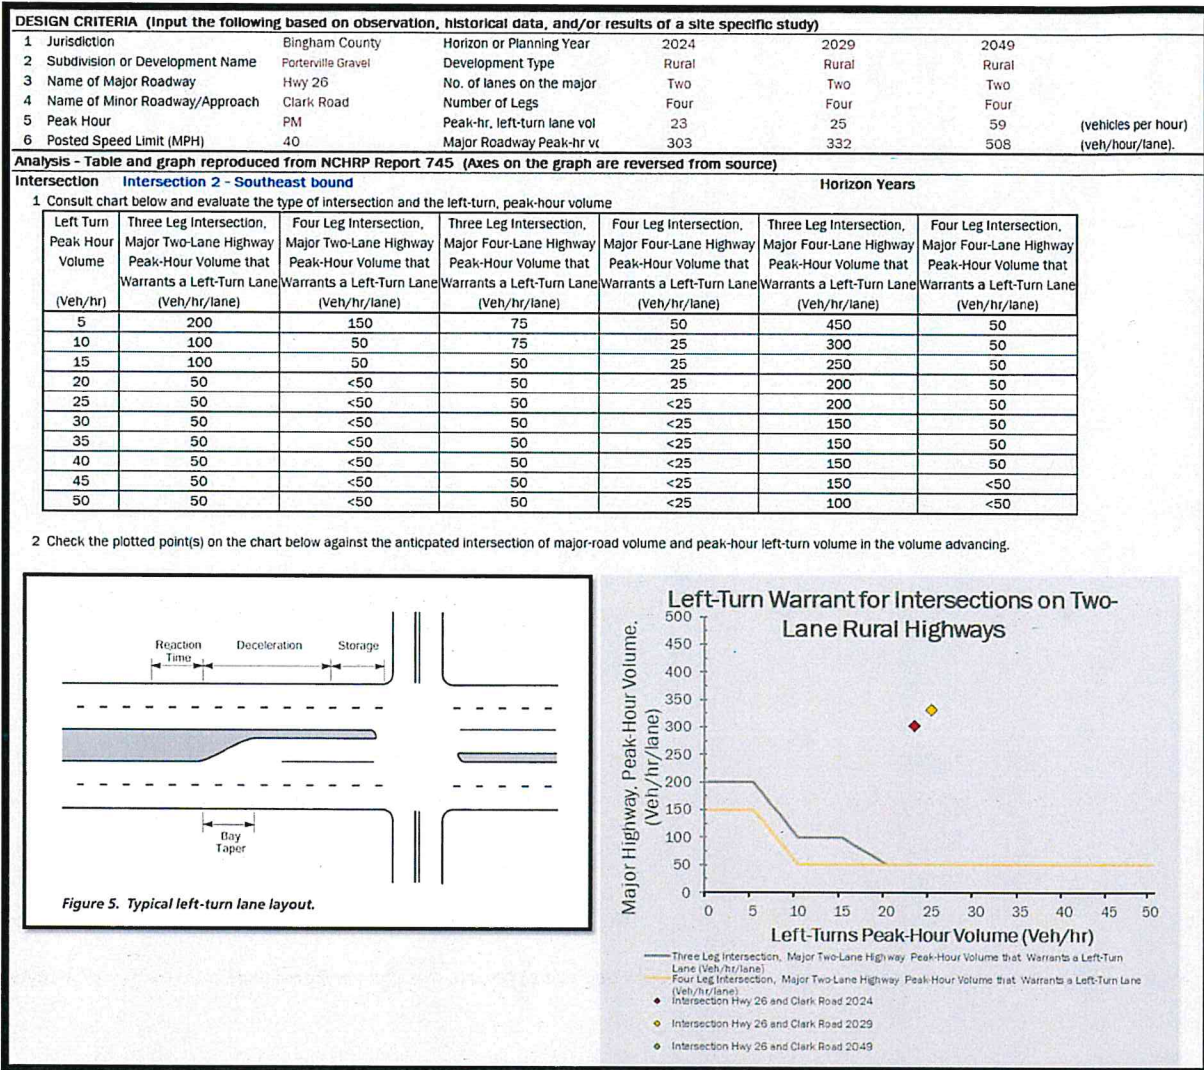 DESIGN CRITERIA (Input the following based on observation, historical data, and/or results of a site specific study)
1 Jurisdiction Bingham County Horizon or Planning Year 2024 2029 2049
2 Subdivision or Development Name Porterville Gravel Development Type Rural Rural Rural
3 Name of Major Roadway Hwy 26 No. of lanes on the major Two Two Two
4 Name of Minor Roadway/Approach Clark Road Number of Legs Four Four Four
5 Peak Hour PM Peak-hr, left-turn lane vol 23 25 59 (vehicles per hour)
6 Posted Speed Limit (MPH) 40 Major Roadway Peak-hr vc 303 332 508 (veh/hour/lane).
Analysis - Table and graph reproduced from NCHRP Report 745 (Axes on the graph are reversed from source)
Intersection Intersection 2 - Southeast bound Horizon Years
1 Consult chart below and evaluate the type of intersection and the left-turn, peak-hour volume
Left Turn Three Leg Intersection, Four Leg Intersection, Three Leg Intersection, Four Leg Intersection, Three Leg Intersection, Four Leg Intersection,
Peak Hour Major Two-Lane Highway Major Two-Lane Highway Major Four-Lane Highway Major Four-Lane Highway Major Four-Lane Highway Major Four-Lane Highway
Volume Peak-Hour Volume that Peak-Hour Volume that Peak-Hour Volume that Peak-Hour Volume that Peak-Hour Volume that Peak-Hour Volume that
Warrants a Left-Turn Lane Warrants a Left-Turn Lane Warrants a Left-Turn Lane Warrants a Left-Turn Lane Warrants a Left-Turn Lane Warrants a Left-Turn Lane
(Veh/hr) (Veh/hr/lane) (Veh/hr/lane) (Veh/hr/lane) (Veh/hr/lane) (Veh/hr/lane) (Veh/hr/lane)
5 200 150 75 50 450 50
10 100 50 75 25 300 50
15 100 50 50 25 250 50
20 50 <50 50 25 200 50
25 50 <50 50 <25 200 50
30 50 <50 50 <25 150 50
35 50 <50 50 <25 150 50
40 50 <50 50 <25 150 50
45 50 <50 50 <25 150 <50
50 50 <50 50 <25 100 <50
2 Check the plotted point(s) on the chart below against the anticpated intersection of major-road volume and peak-hour left-turn volume in the volume advancing.
Reaction Time
Deceleration
Storage
Bay
Taper
Figure 5. Typical left-turn lane layout.
Left-Turn Warrant for Intersections on Two-
Lane Rural Highways
Major Highway, Peak-Hour Volume.
(Veh/hr/lane)
500
450
400
350
300
250
200
150
100
50
0
0 5 10 15 20 25 30 35 40 45 50
Left-Turns Peak-Hour Volume (Veh/hr)
Three Leg Intersection, Major Two-Lane Highway Peak-Hour Volume that Warrants a Left-Turn
Lane (Veh/hr/lane)
Four Leg Intersection, Major Two-Lane Highway Peak-Hour Volume that Warrants a Left-Turn Lane
(Veh/hr/lane)
Intersection Hwy 26 and Clark Road 2024
Intersection Hwy 26 and Clark Road 2029
Intersection Hwy 26 and Clark Road 2049